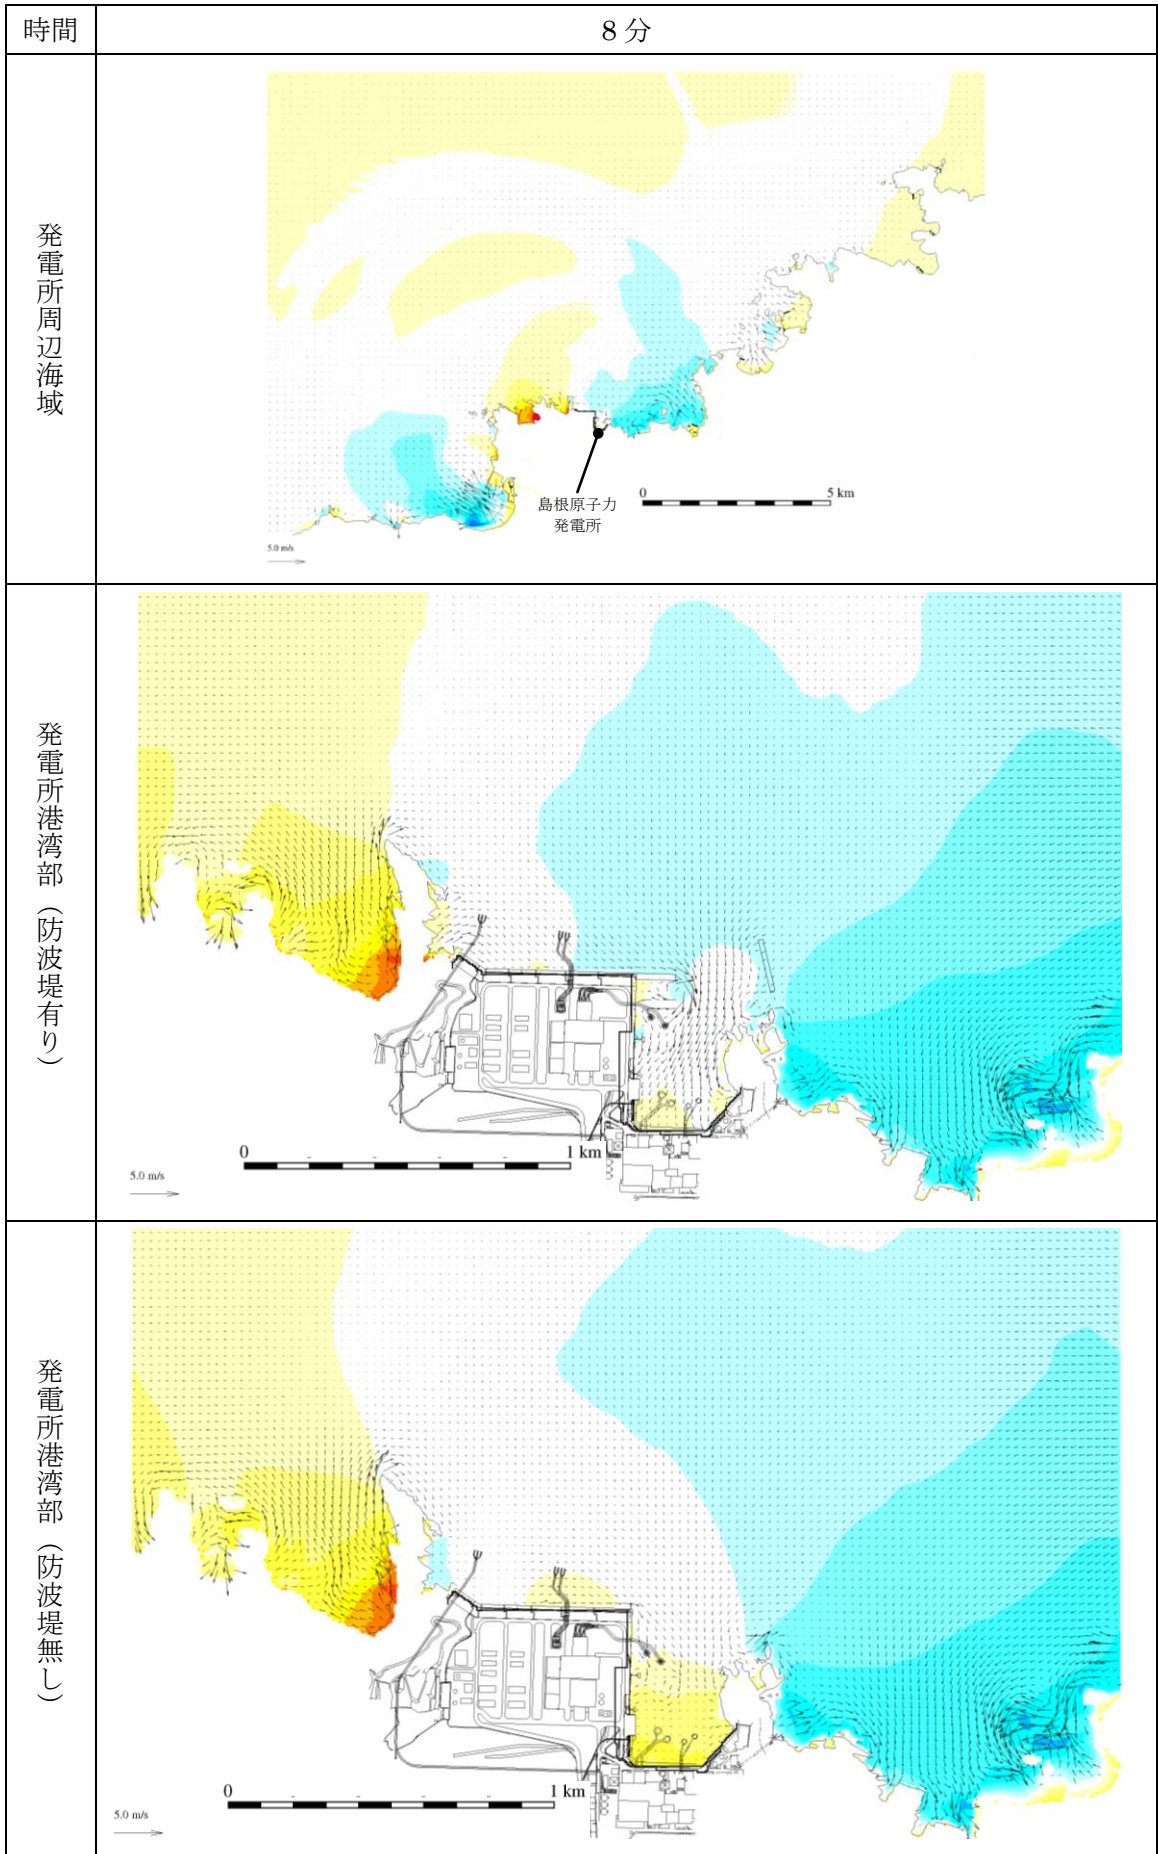 時間
8分
発電所周辺海域
島根原子力
発電所
0 5 km
5.0 m/s
発電所港湾部（防波堤有り）
0 1 km
5.0 m/s
発電所港湾部（防波堤無し）
0 1 km
5.0 m/s